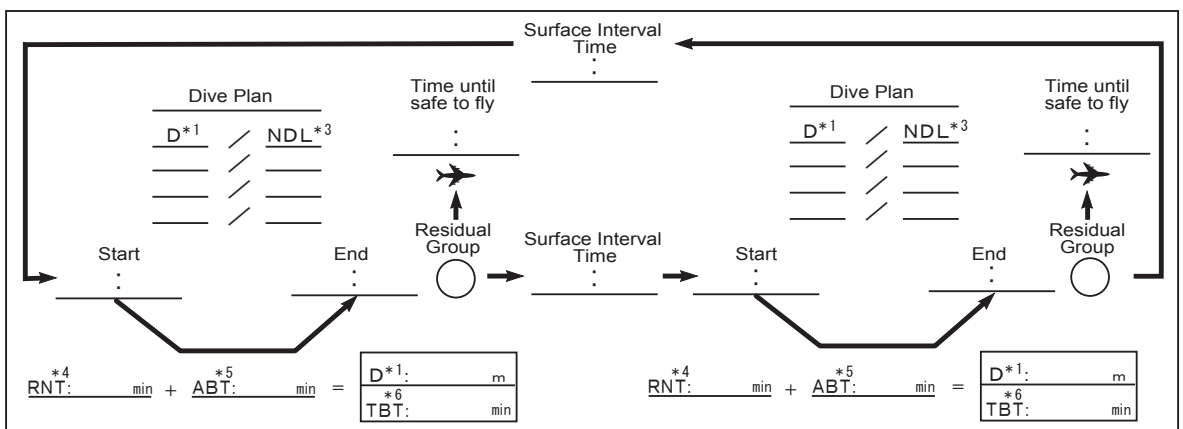 Surface Interval
Time
:
Dive Plan
D*1 / NDL*3
/
/
/
Time until
safe to fly
:
Start
:
End
:
Residual
Group
RNT:*4 min + ABT:*5 min =
D*1: m
TBT:*6 min
Surface Interval
Time
:
Dive Plan
D*1 / NDL*3
/
/
/
Time until
safe to fly
:
Start
:
End
:
Residual
Group
RNT:*4 min + ABT:*5 min =
D*1: m
TBT:*6 min